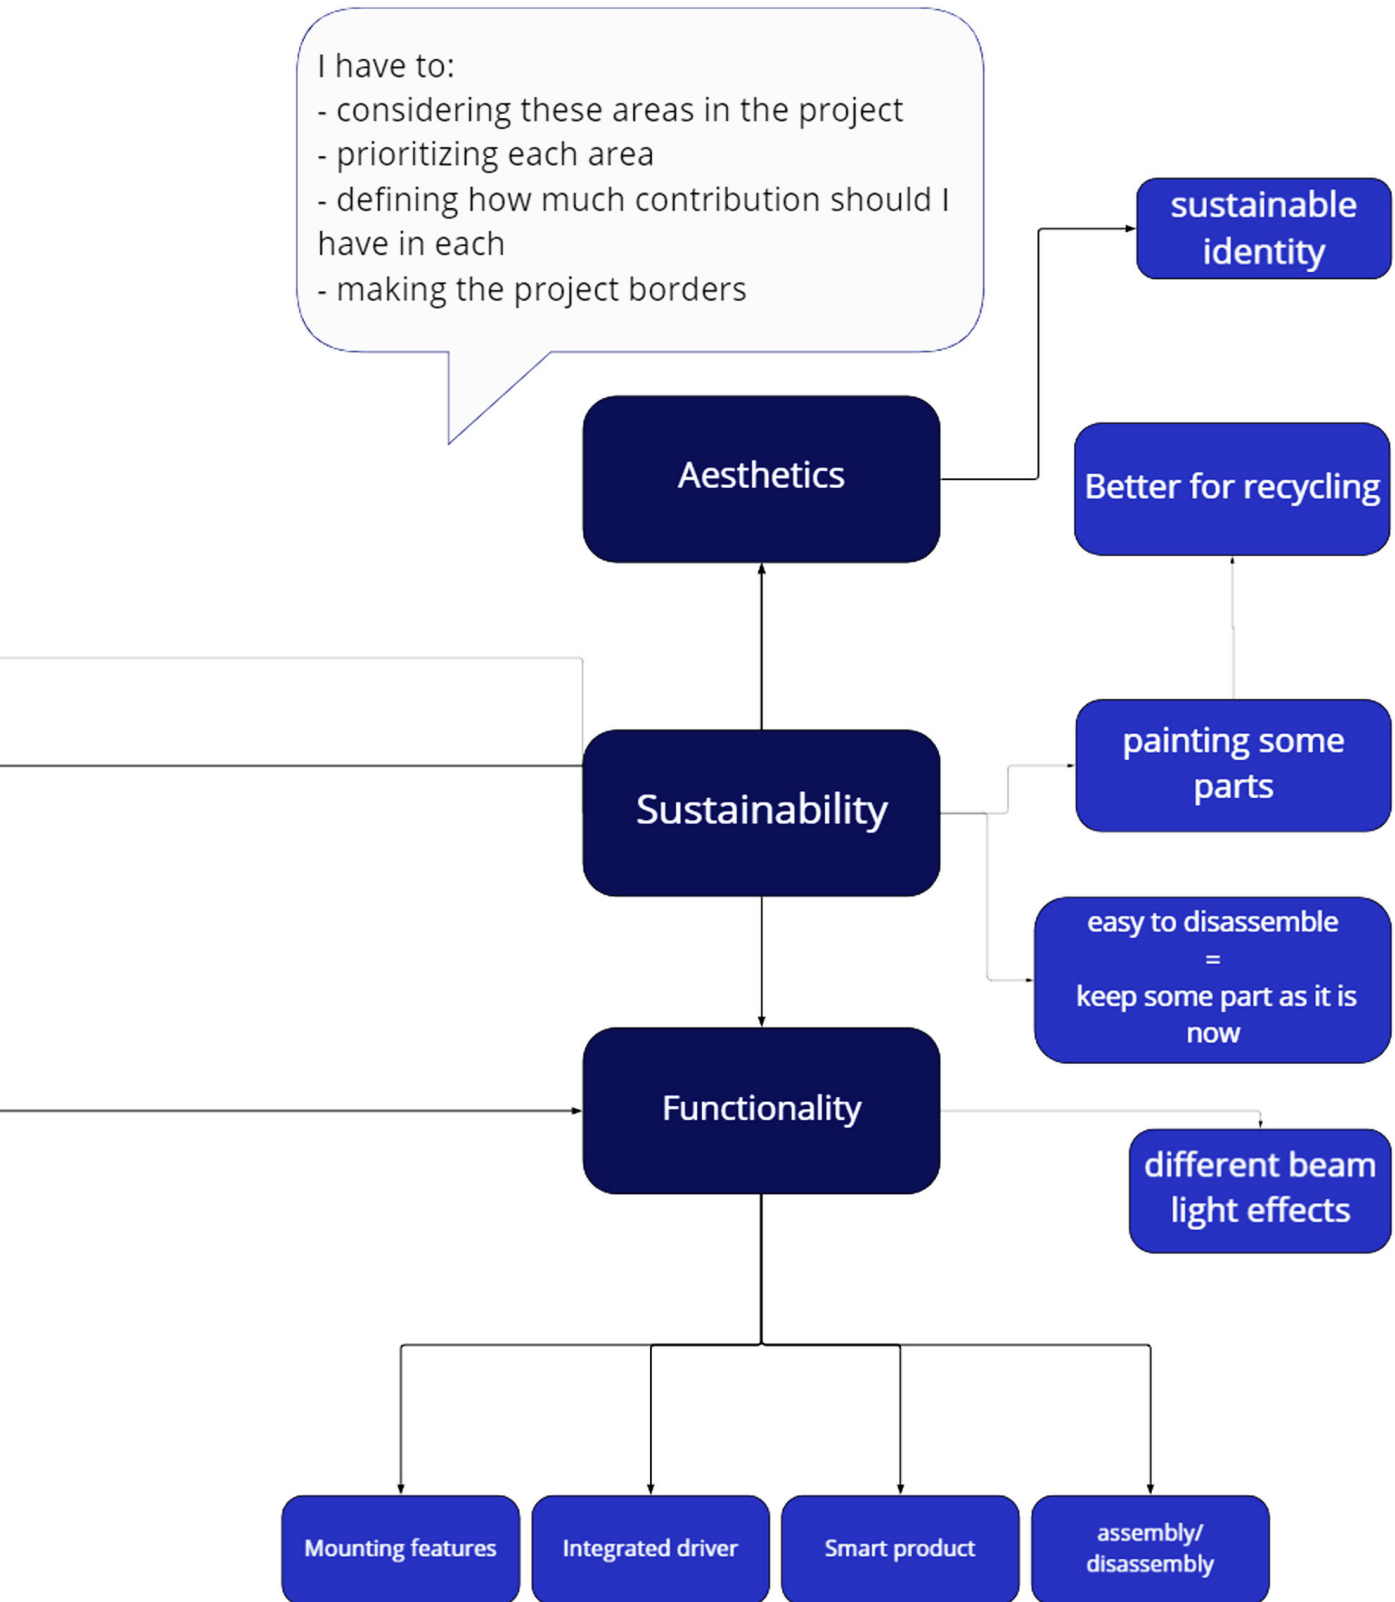 I have to:
- considering these areas in the project
- prioritizing each area
- defining how much contribution should I
have in each
- making the project borders
sustainable
identity
Aesthetics
Better for recycling
painting some
parts
Sustainability
easy to disassemble
=
keep some part as it is
now
Functionality
different beam
light effects
Mounting features
Integrated driver
Smart product
assembly/
disassembly